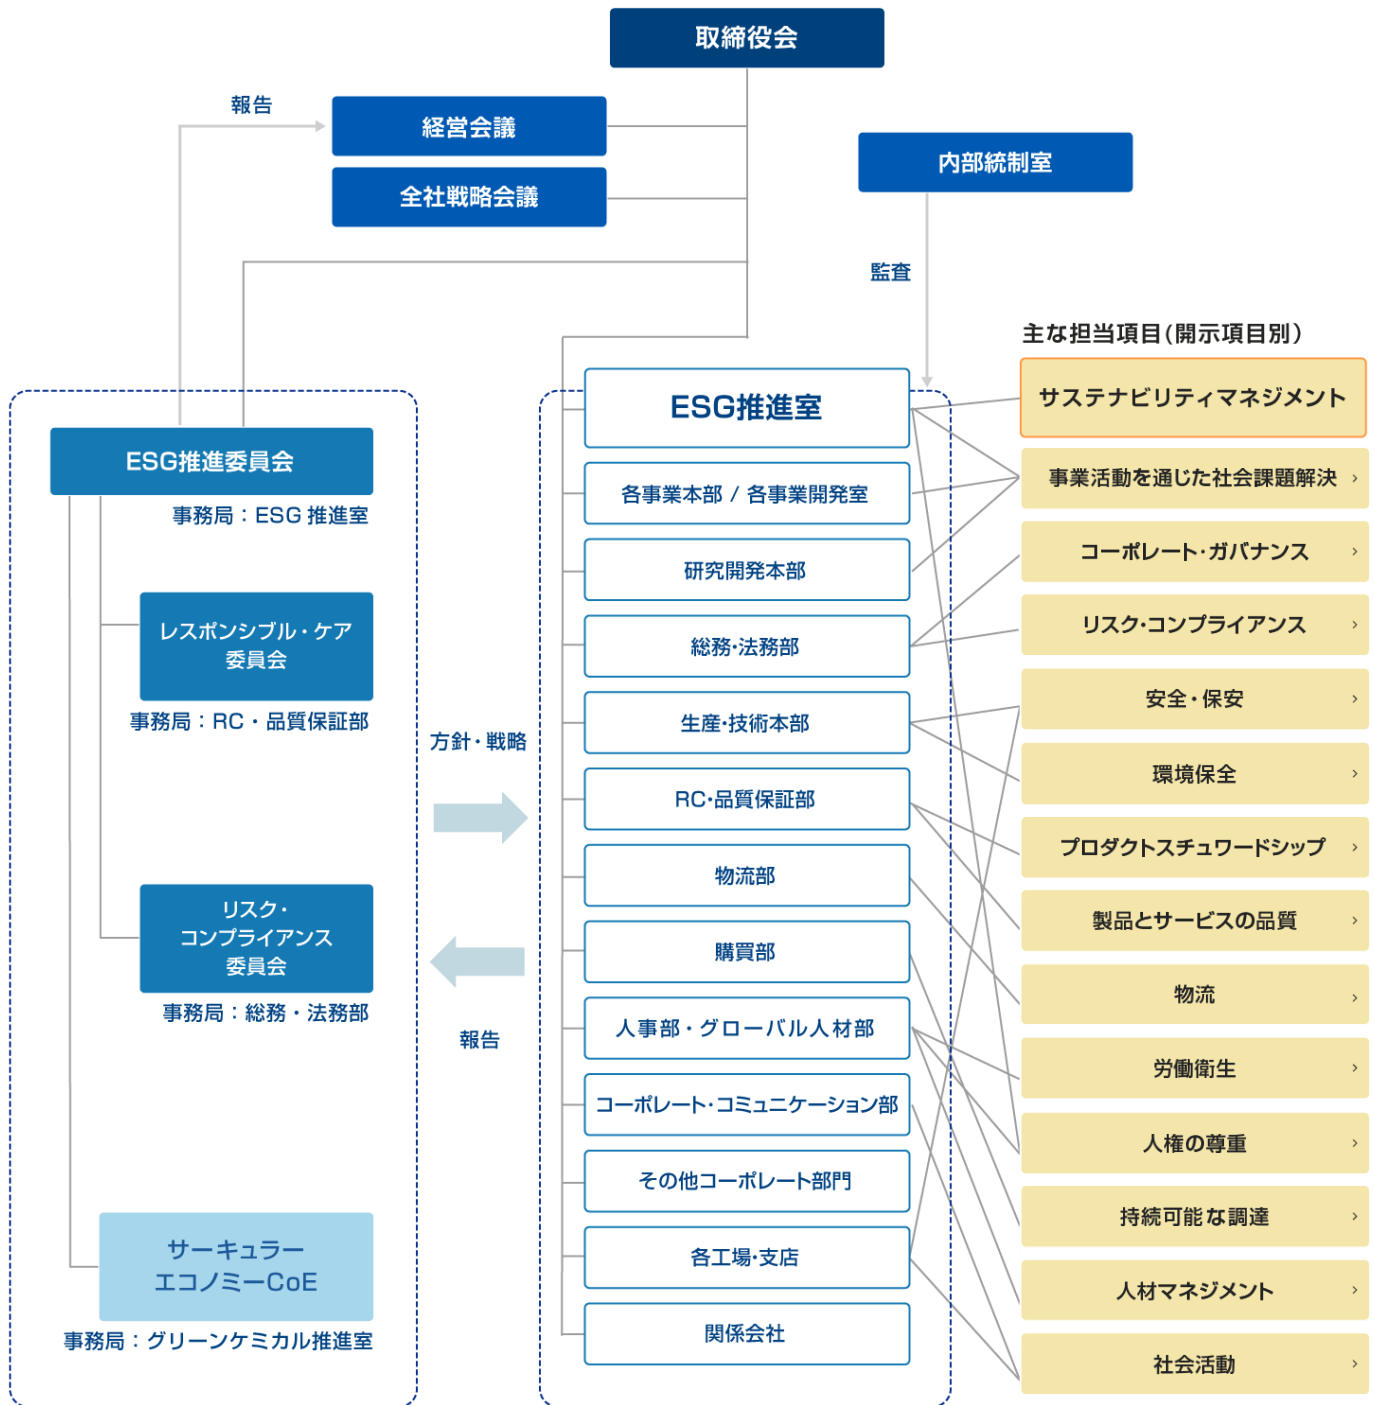 取締役会
報告
経営会議
全社戦略会議
内部統制室
監査
主な担当項目(開示項目別）
ESG推進委員会
事務局：ESG 推進室
レスポンシブル・ケア
委員会
事務局：RC・品質保証部
リスク・
コンプライアンス
委員会
事務局：総務・法務部
サーキュラー
エコノミーCoE
事務局：グリーンケミカル推進室
方針・戦略
報告
ESG推進室
各事業本部 / 各事業開発室
研究開発本部
総務・法務部
生産・技術本部
RC・品質保証部
物流部
購買部
人事部・グローバル人材部
コーポレート・コミュニケーション部
その他コーポレート部門
各工場・支店
関係会社
サステナビリティマネジメント
事業活動を通じた社会課題解決
コーポレート・ガバナンス
リスク・コンプライアンス
安全・保安
環境保全
プロダクトスチュワードシップ
製品とサービスの品質
物流
労働衛生
人権の尊重
持続可能な調達
人材マネジメント
社会活動